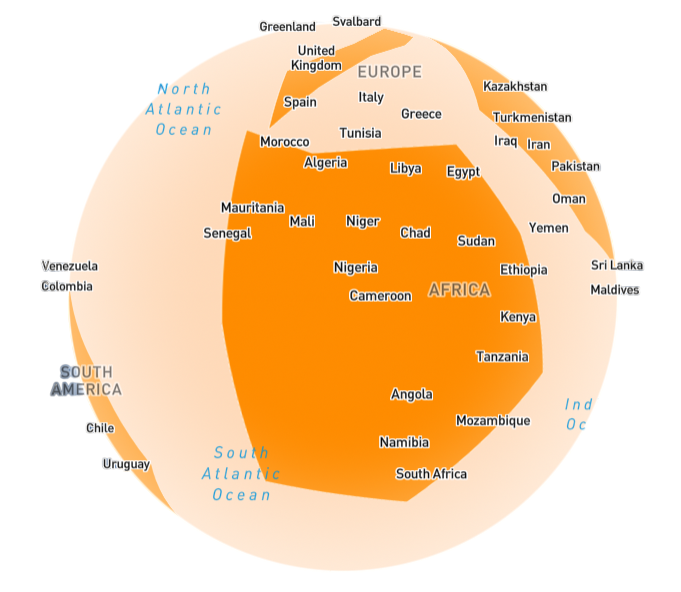 Greenland
Svalbard
United
Kingdom
EUROPE
Kazakhstan
North
Atlantic
Ocean
Spain
Italy
Greece
Turkmenistan
Morocco
Tunisia
Iraq
Iran
Algeria
Libya
Egypt
Pakistan
Oman
Mauritania
Mali
Niger
Chad
Sudan
Yemen
Senegal
Venezuela
Nigeria
Ethiopia
Sri Lanka
Colombia
Cameroon
AFRICA
Maldives
Kenya
Tanzania
SOUTH
AMERICA
Angola
Ind
Oc
Mozambique
Chile
Namibia
Uruguay
South
Atlantic
Ocean
South Africa